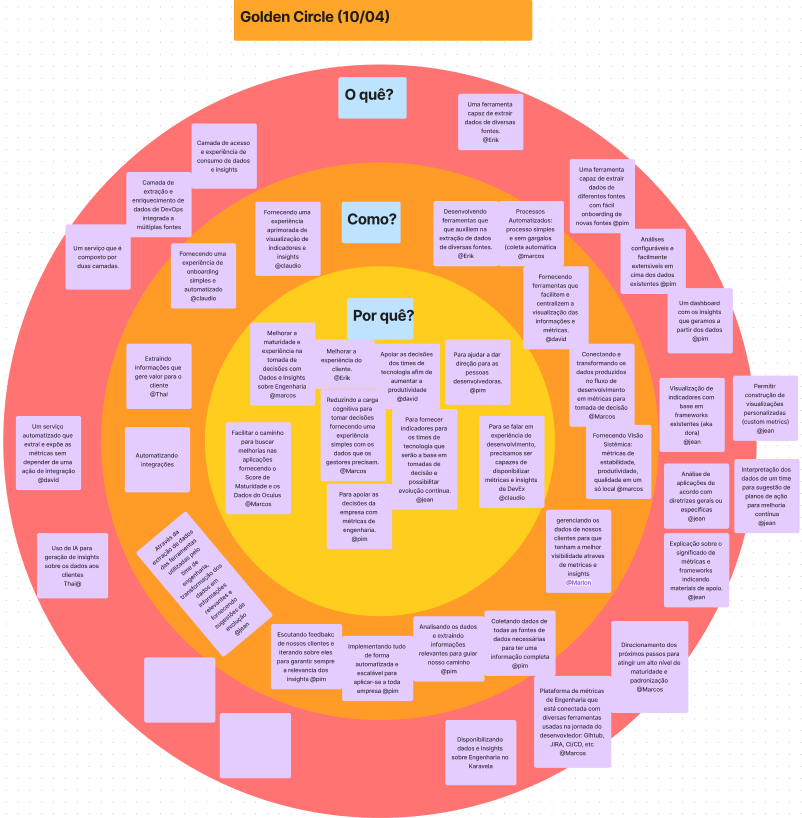 Golden Circle (10/04)
O quê?
Uma ferramenta
capaz de extrair
dados de diversas
fontes.
@Erik
Camada de acesso
e experiência de
consumo de dados
e insights
Camada de
extração e
enriquecimento de
dados de DevOps
integrada a
múltiplas fontes
Um serviço que é
composto por
duas camadas.
Uma ferramenta
capaz de extrair
dados de
diferentes fontes
com fácil
onboarding de
novas fontes @pim
Análises
configuráveis e
facilmente
extensíveis em
cima dos dados
existentes @pim
Um dashboard
com os insights
que geramos a
partir dos dados
@pim
Como?
Fornecendo uma
experiência
aprimorada de
visualização de
indicadores e
insights
@claudio
Fornecendo uma
experiência de
onboarding
simples e
automatizado
@claudio
Desenvolvendo
ferramentas que
que auxiliem na
extração de dados
de diversas fontes.
@Erik
Processos
Automatizados:
processo simples
e sem gargalos
(coleta automática
@marcos
Fornecendo
ferramentas que
facilitem e
centralizem a
visualização das
informações e
métricas.
@david
Por quê?
Melhorar a
maturidade e
experiência na
tomada de
decisões com
Dados e Insights
sobre Engenharia
@marcos
Melhorar a
experiência do
cliente.
@Erik
Apoiar as decisões
dos times de
tecnologia afim de
aumentar a
produtividade
@david
Para ajudar a dar
direção para as
pessoas
desenvolvedoras.
@pim
Extraindo
informações que
gere valor para o
cliente
@Thai
Conectando e
transformando os
dados produzidos
no fluxo de
desenvolvimento
em métricas para
tomada de decisão
@Marcos
Visualização de
indicadores com
base em
frameworks
existentes (aka
dora)
@jean
Permitir
construção de
visualizações
personalizadas
(custom metrics)
@jean
Reduzindo a carga
cognitiva para
tomar decisões
fornecendo uma
experiência
simples com os
dados que os
gestores precisam.
@Marcos
Para fornecer
indicadores para
os times de
tecnologia que
serão a base em
tomadas de
decisão e
possibilitar
evolução contínua.
@jean
Facilitar o caminho
para buscar
melhorias nas
aplicações
fornecendo o
Score de
Maturidade e os
Dados do Oculus
@Marcos
Para se falar em
experiência de
desenvolvimento,
precisamos ser
capazes de
disponibilizar
métricas e insights
de DevEx
@claudio
Um serviço
automatizado que
extraí e expõe as
métricas sem
depender de uma
ação de integração
@david
Automatizando
integrações
Fornecendo Visão
Sistêmica:
métricas de
estabilidade,
produtividade,
qualidade em um
só local @marcos
Análise de
aplicações de
acordo com
diretrizes gerais ou
específicas
@jean
Interpretação dos
dados de um time
para sugestão de
planos de ação
para melhoria
contínua
@jean
Para apoiar as
decisões da
empresa com
métricas de
engenharia.
@pim
gerenciando os
dados de nossos
clientes para que
tenham a melhor
visibilidade atraves
de metricas e
insights
@Marlon
Explicação sobre o
significado de
métricas e
frameworks
indicando
materiais de apoio.
@jean
Uso de IA para
geração de insights
sobre os dados aos
clientes
Thai@
Através da
extração de dados
das ferramentas
utilizadas pelo
time de
engenharia,
transformação dos
dados em
informações
relevantes e
fornecendo
sugestões de
evolução
@jean
Escutando feedbakc
de nossos clientes e
iterando sobre eles
para garantir sempre
a relevancia dos
insights @pim
Implementando tudo
de forma
automatizada e
escalável para
aplicar-se a toda
empresa @pim
Analisando os dados
e extraindo
informações
relevantes para guiar
nosso caminho
@pim
Coletando dados de
todas as fontes de
dados necessárias
para ter uma
informação completa
@pim
Direcionamento dos
próximos passos para
atingir um alto nível de
maturidade e
padronização
@Marcos
Plataforma de métricas
de Engenharia que
está conectada com
diversas ferramentas
usadas na jornada do
desenvovledor: Gihtub,
JIRA, CI/CD, etc
@Marcos
Disponibilizando
dados e Insights
sobre Engenharia no
Karavela